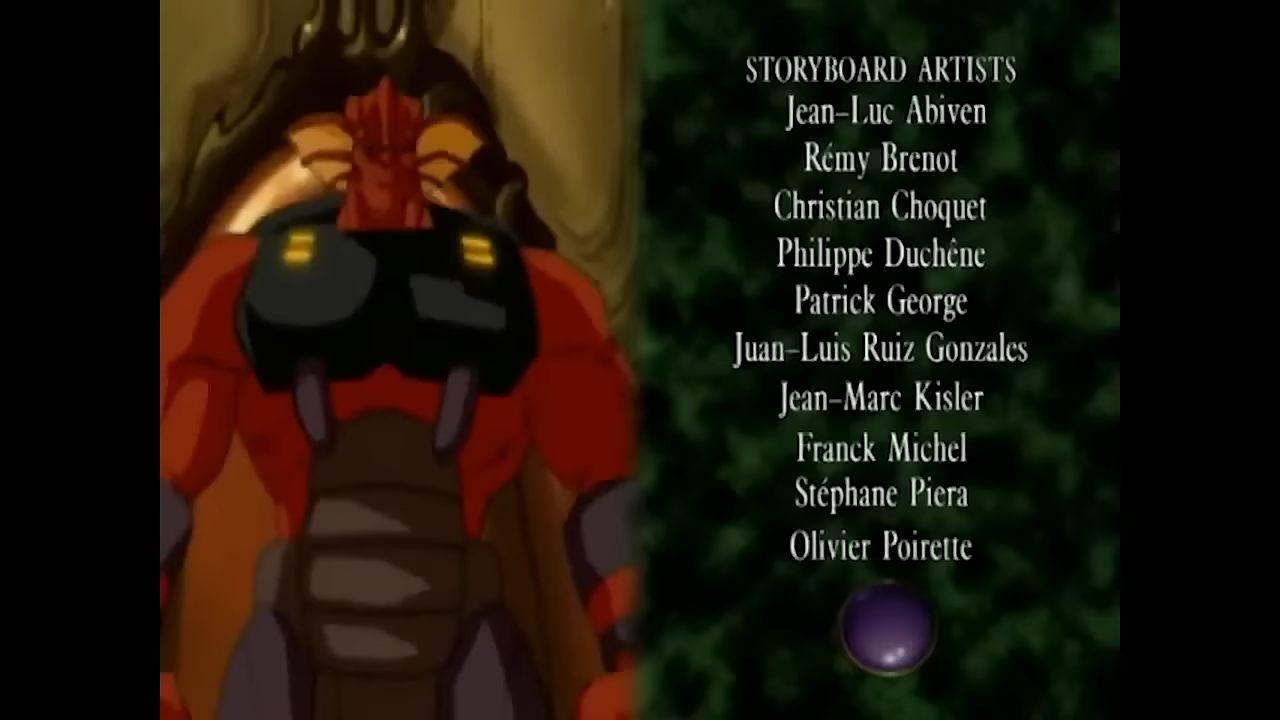 STORYBOARD ARTISTS
Jean-Luc Abiven
Rémy Brenot
Christian Choquet
Philippe Duchêne
Patrick George
Juan-Luis Ruiz Gonzales
Jean-Marc Kisler
Franck Michel
Stéphane Piera
Olivier Poirette